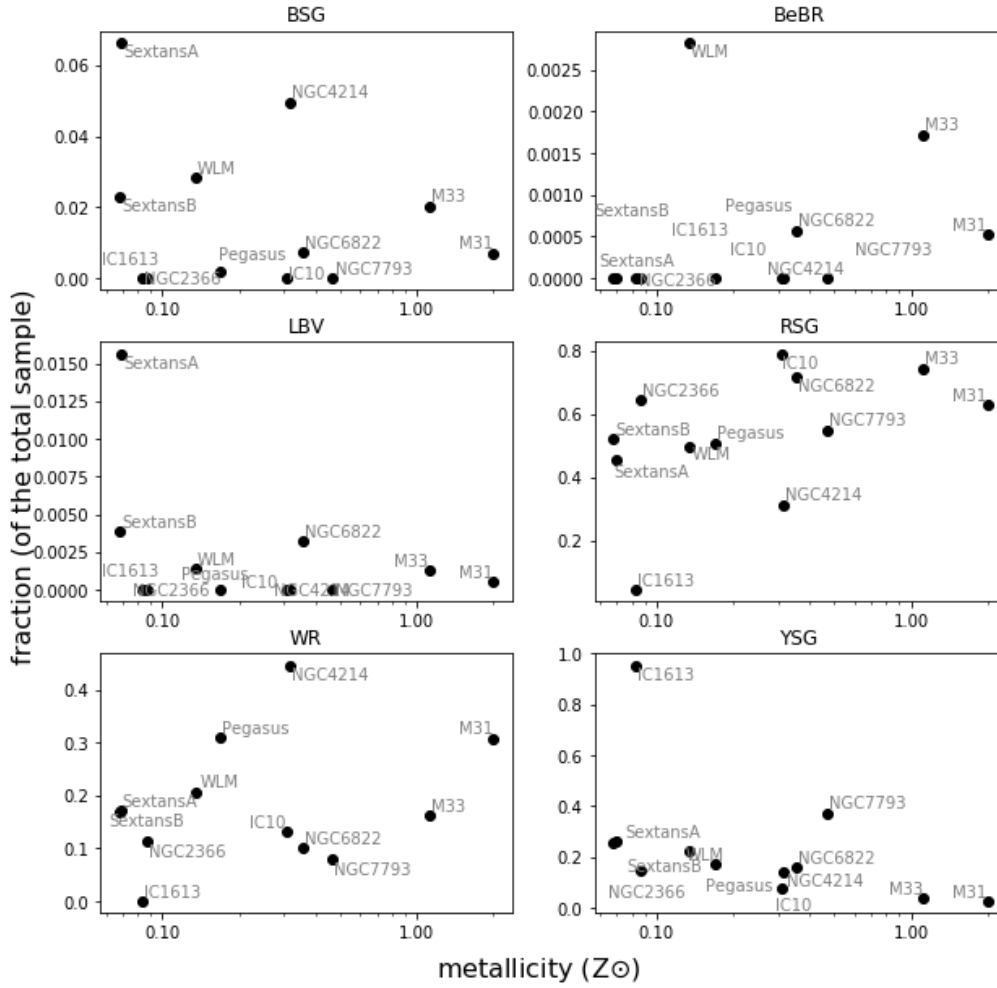 BSG
BeBR
SextansA
0.06
NGC4214
0.04
WLM
SextansB
0.02
M33
IC1613
Pegasus
NGC6822
M31
0.00
NGC2366
IC10
NGC7793
0.10
1.00
WLM
0.0025
0.0020
M33
0.0015
0.0010
SextansB
Pegasus
NGC6822
IC1613
0.0005
IC10
NGC7793
M31
SextansA
NGC4214
0.0000
NGC2366
0.10
1.00
LBV
RSG
0.0150
SextansA
0.0125
0.0100
0.0075
0.0050
SextansB
NGC6822
0.0025
WLM
M33
IC1613
Pegasus
IC10
M31
0.0000
NGC2366
NGC4214
NGC7793
0.10
1.00
0.8
IC10
M33
NGC2366
NGC6822
M31
0.6
SextansB
Pegasus
NGC7793
WLM
0.4
SextansA
NGC4214
0.2
IC1613
0.10
1.00
WR
YSG
NGC4214
0.4
Pegasus
M31
0.3
WLM
0.2
SextansA
SextansB
IC10
M33
0.1
NGC2366
NGC6822
NGC7793
IC1613
0.0
0.10
1.00
1.0
IC1613
0.8
0.6
0.4
NGC7793
SextansA
0.2
WLM
NGC6822
SextansB
NGC2366
Pegasus
NGC4214
M33
M31
0.0
IC10
0.10
1.00
fraction (of the total sample)
metallicity (Z⊙)